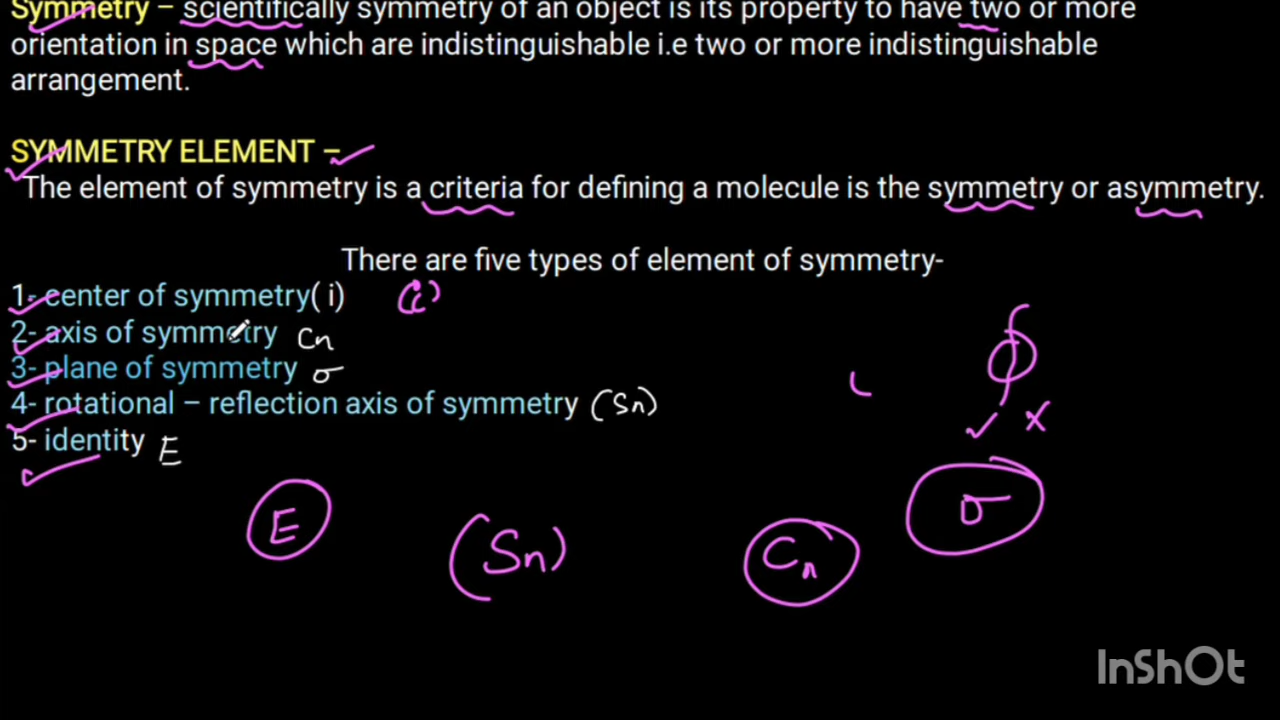 Symmetry – scientifically symmetry of an object is its property to have two or more
orientation in space which are indistinguishable i.e two or more indistinguishable
arrangement.
SYMMETRY ELEMENT –
The element of symmetry is a criteria for defining a molecule is the symmetry or asymmetry.
There are five types of element of symmetry-
1- center of symmetry( i) (i)
2- axis of symmetry Cn
3- plane of symmetry σ
4- rotational – reflection axis of symmetry (Sn)
5- identity E
E (Sn) Cn σ
InShOt